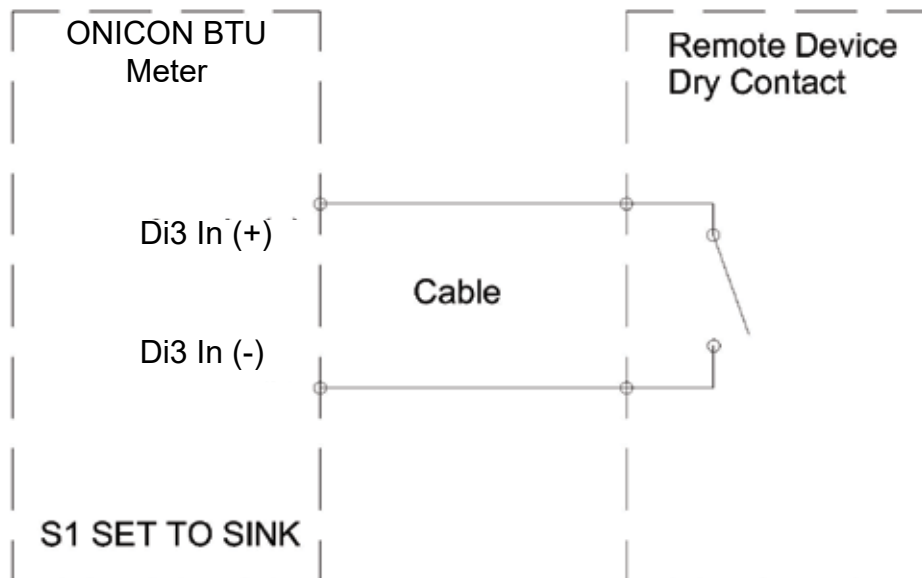 ONICON BTU
Meter
Remote Device
Dry Contact
Di3 In (+)
Cable
Di3 In (-)
S1 SET TO SINK